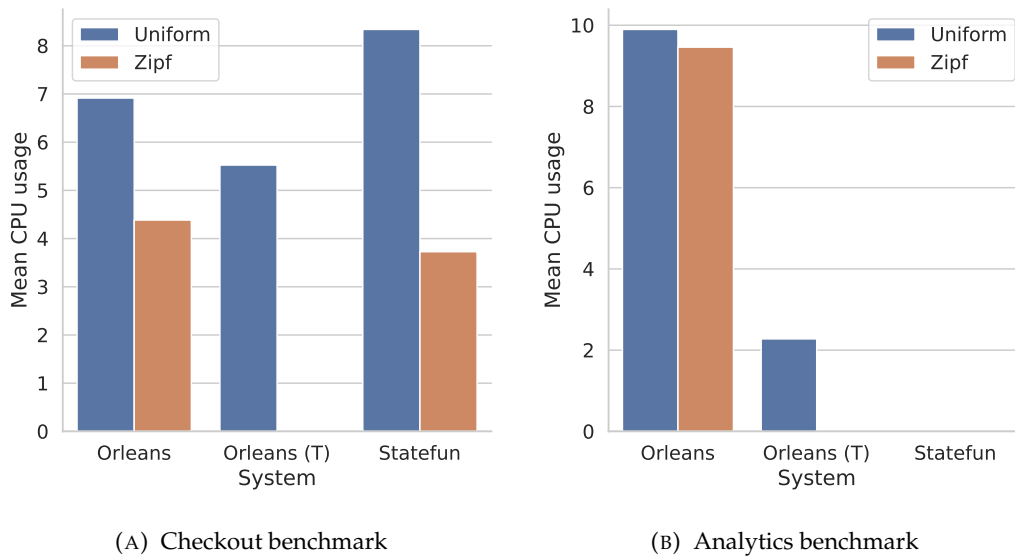 Uniform
Zipf
8
7
6
5
4
3
2
1
0
Mean CPU usage
Orleans
Orleans (T)
Statefun
System
(A) Checkout benchmark
Uniform
Zipf
10
8
6
4
2
0
Mean CPU usage
Orleans
Orleans (T)
Statefun
System
(B) Analytics benchmark